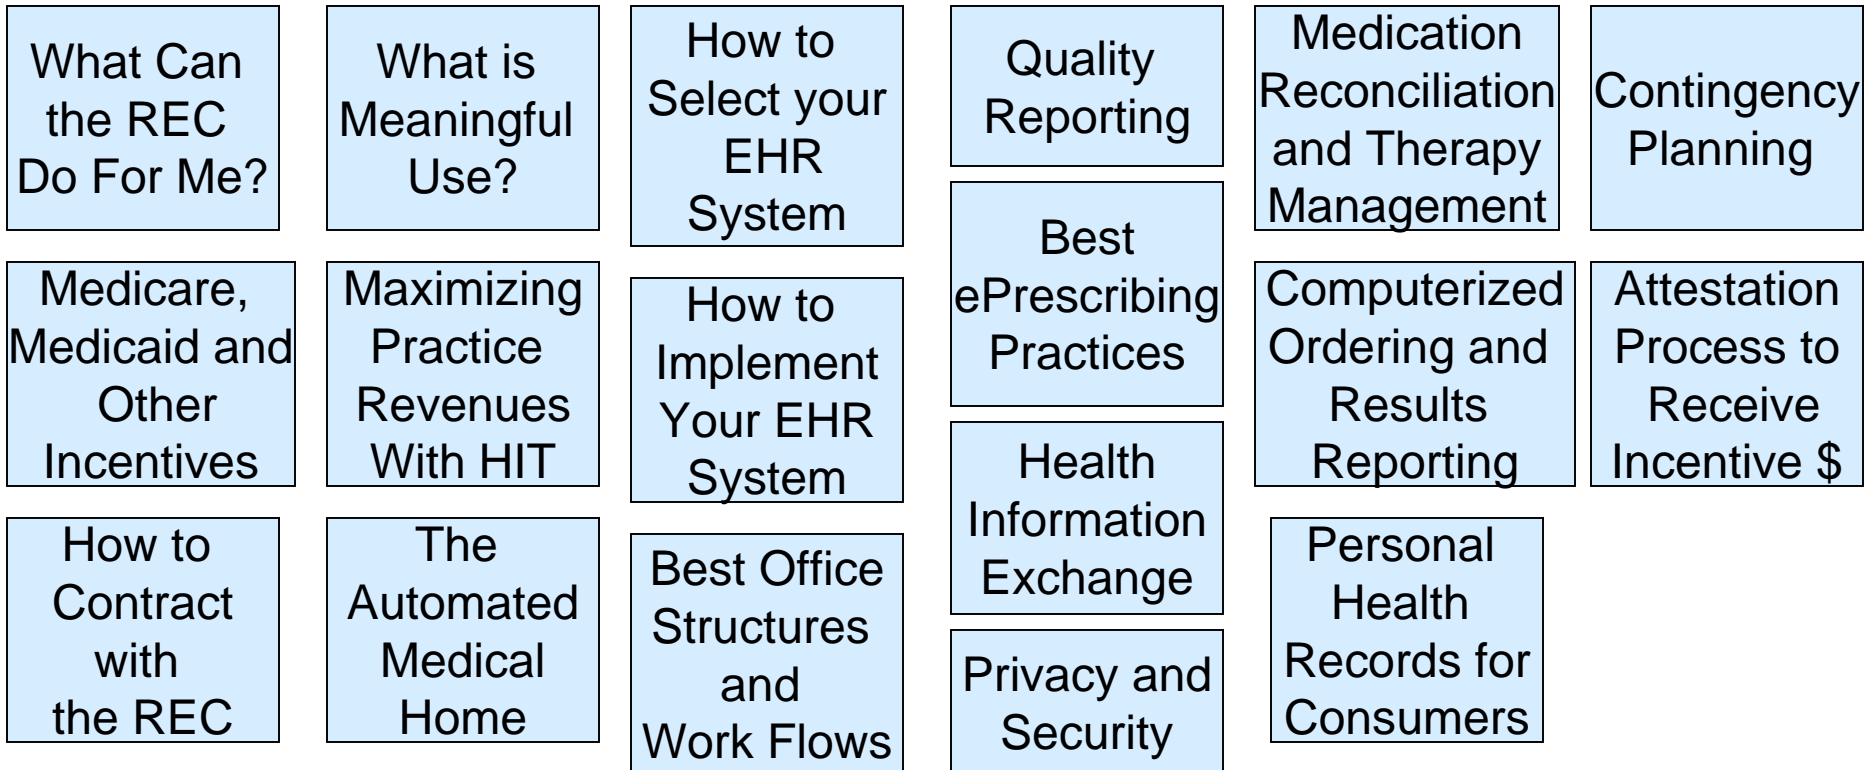 What Can
the REC
Do For Me?
Medicare,
Medicaid and
Other
Incentives
How to
Contract
with
the REC
What is
Meaningful
Use?
Maximizing
Practice
Revenues
With HIT
The
Automated
Medical
Home
How to
Select your
EHR
System
How to
Implement
Your EHR
System
Best Office
Structures
and
Work Flows
Quality
Reporting
Best
ePrescribing
Practices
Health
Information
Exchange
Privacy and
Security
Medication
Reconciliation
and Therapy
Management
Computerized
Ordering and
Results
Reporting
Personal
Health
Records for
Consumers
Contingency
Planning
Attestation
Process to
Receive
Incentive $